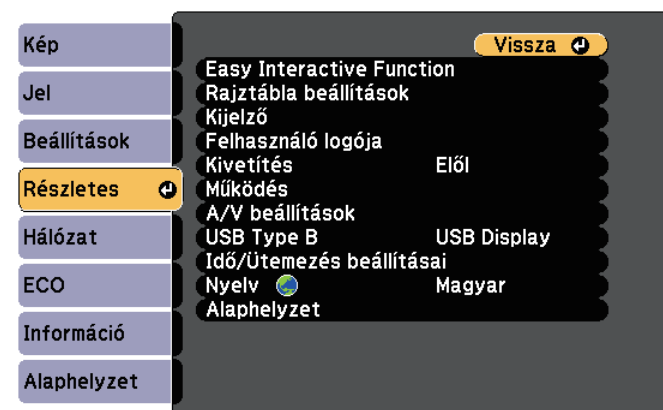 Kép
Jel
Beállítások
Részletes
Hálózat
ECO
Információ
Alaphelyzet
Vissza
Easy Interactive Function
Rajztábla beállítások
Kijelző
Felhasználó logója
Kivetítés Elől
Működés
A/V beállítások
USB Type B USB Display
Idő/Ütemezés beállításai
Nyelv Magyar
Alaphelyzet